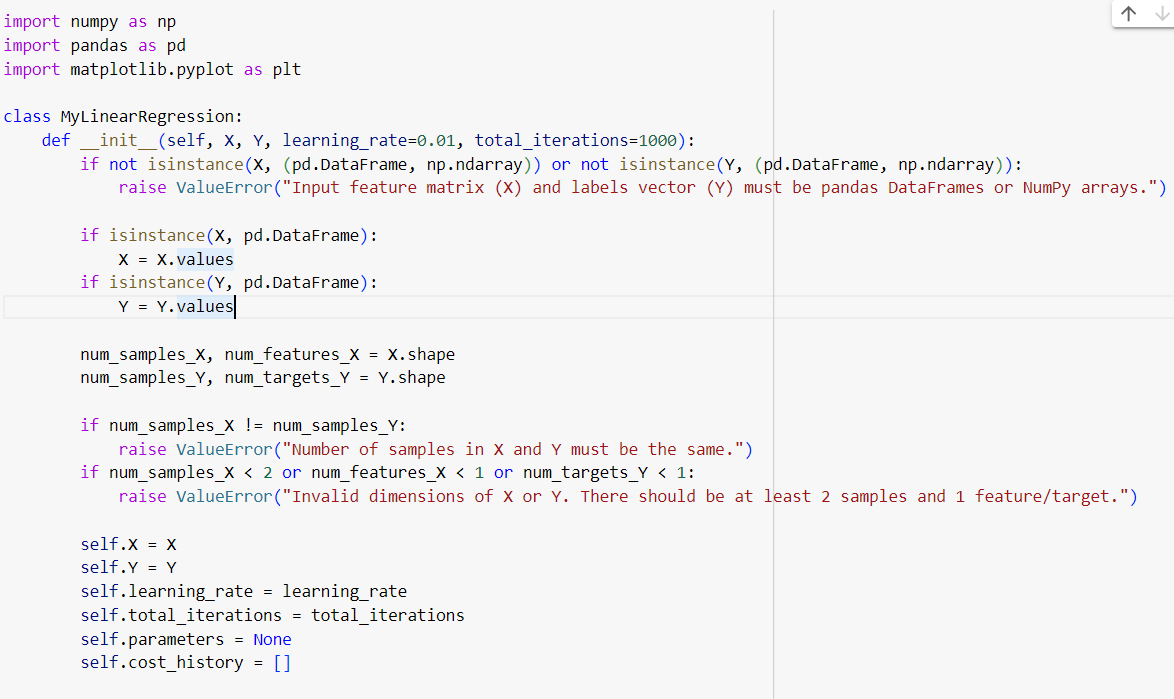 import numpy as np
import pandas as pd
import matplotlib.pyplot as plt

class MyLinearRegression:
    def __init__(self, X, Y, learning_rate=0.01, total_iterations=1000):
        if not isinstance(X, (pd.DataFrame, np.ndarray)) or not isinstance(Y, (pd.DataFrame, np.ndarray)):
            raise ValueError("Input feature matrix (X) and labels vector (Y) must be pandas DataFrames or NumPy arrays.")

        if isinstance(X, pd.DataFrame):
            X = X.values
        if isinstance(Y, pd.DataFrame):
            Y = Y.values

        num_samples_X, num_features_X = X.shape
        num_samples_Y, num_targets_Y = Y.shape

        if num_samples_X != num_samples_Y:
            raise ValueError("Number of samples in X and Y must be the same.")
        if num_samples_X < 2 or num_features_X < 1 or num_targets_Y < 1:
            raise ValueError("Invalid dimensions of X or Y. There should be at least 2 samples and 1 feature/target.")

        self.X = X
        self.Y = Y
        self.learning_rate = learning_rate
        self.total_iterations = total_iterations
        self.parameters = None
        self.cost_history = []